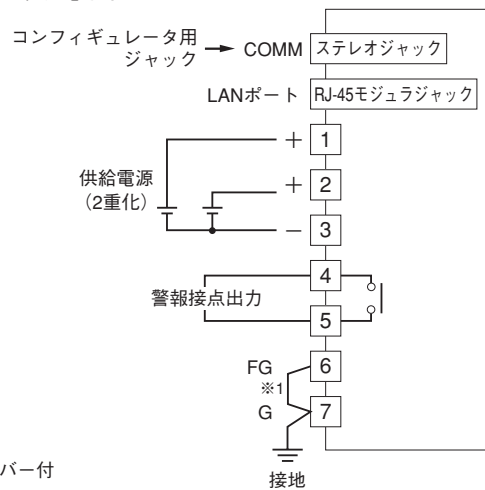 コンフィギュレータ用
ジャック
COMM
ステレオジャック
LANポート
RJ-45モジュラジャック
供給電源
（2重化）
+ 1
+ 2
− 3
警報接点出力
4
5
FG 6
※1
G 7
接地
バー付